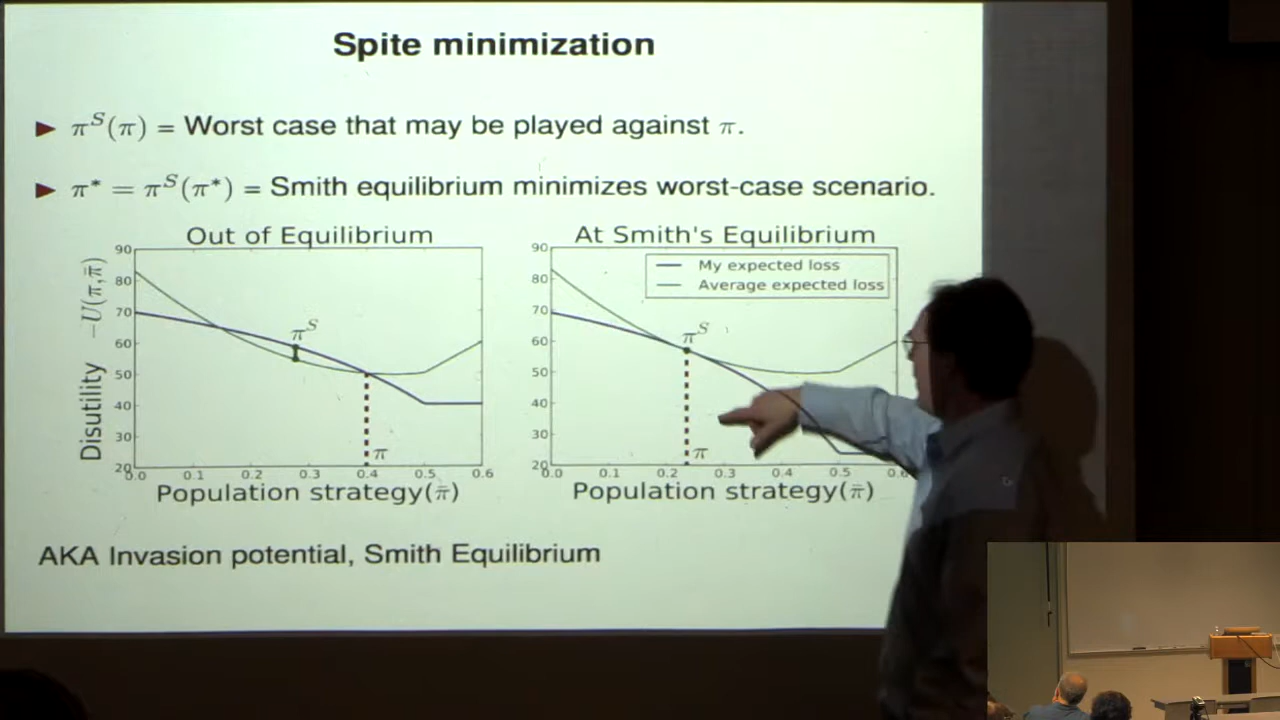 Spite minimization
► π^S(π) = Worst case that may be played against π.
► π* = π^S(π*) = Smith equilibrium minimizes worst-case scenario.
Out of Equilibrium
Disutility −U(π,π̄)
90
80
70
60
50
40
30
20
π^S
π
0.0 0.1 0.2 0.3 0.4 0.5 0.6
Population strategy(π̄)
At Smith's Equilibrium
90
80
70
60
50
40
30
20
My expected loss
Average expected loss
π^S
π
0.0 0.1 0.2 0.3 0.4 0.5
Population strategy(π̄)
AKA Invasion potential, Smith Equilibrium